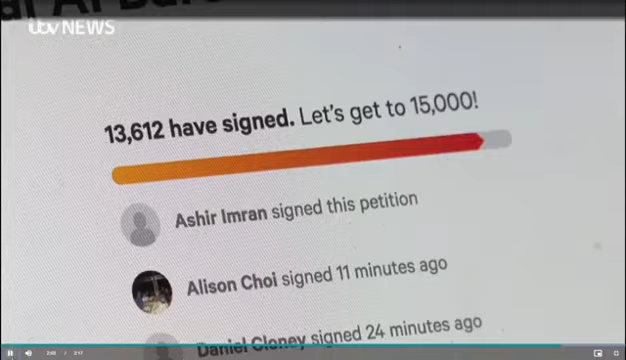 itv NEWS
13,612 have signed. Let's get to 15,000!
Ashir Imran signed this petition
Alison Choi signed 11 minutes ago
Daniel Cloney signed 24 minutes ago